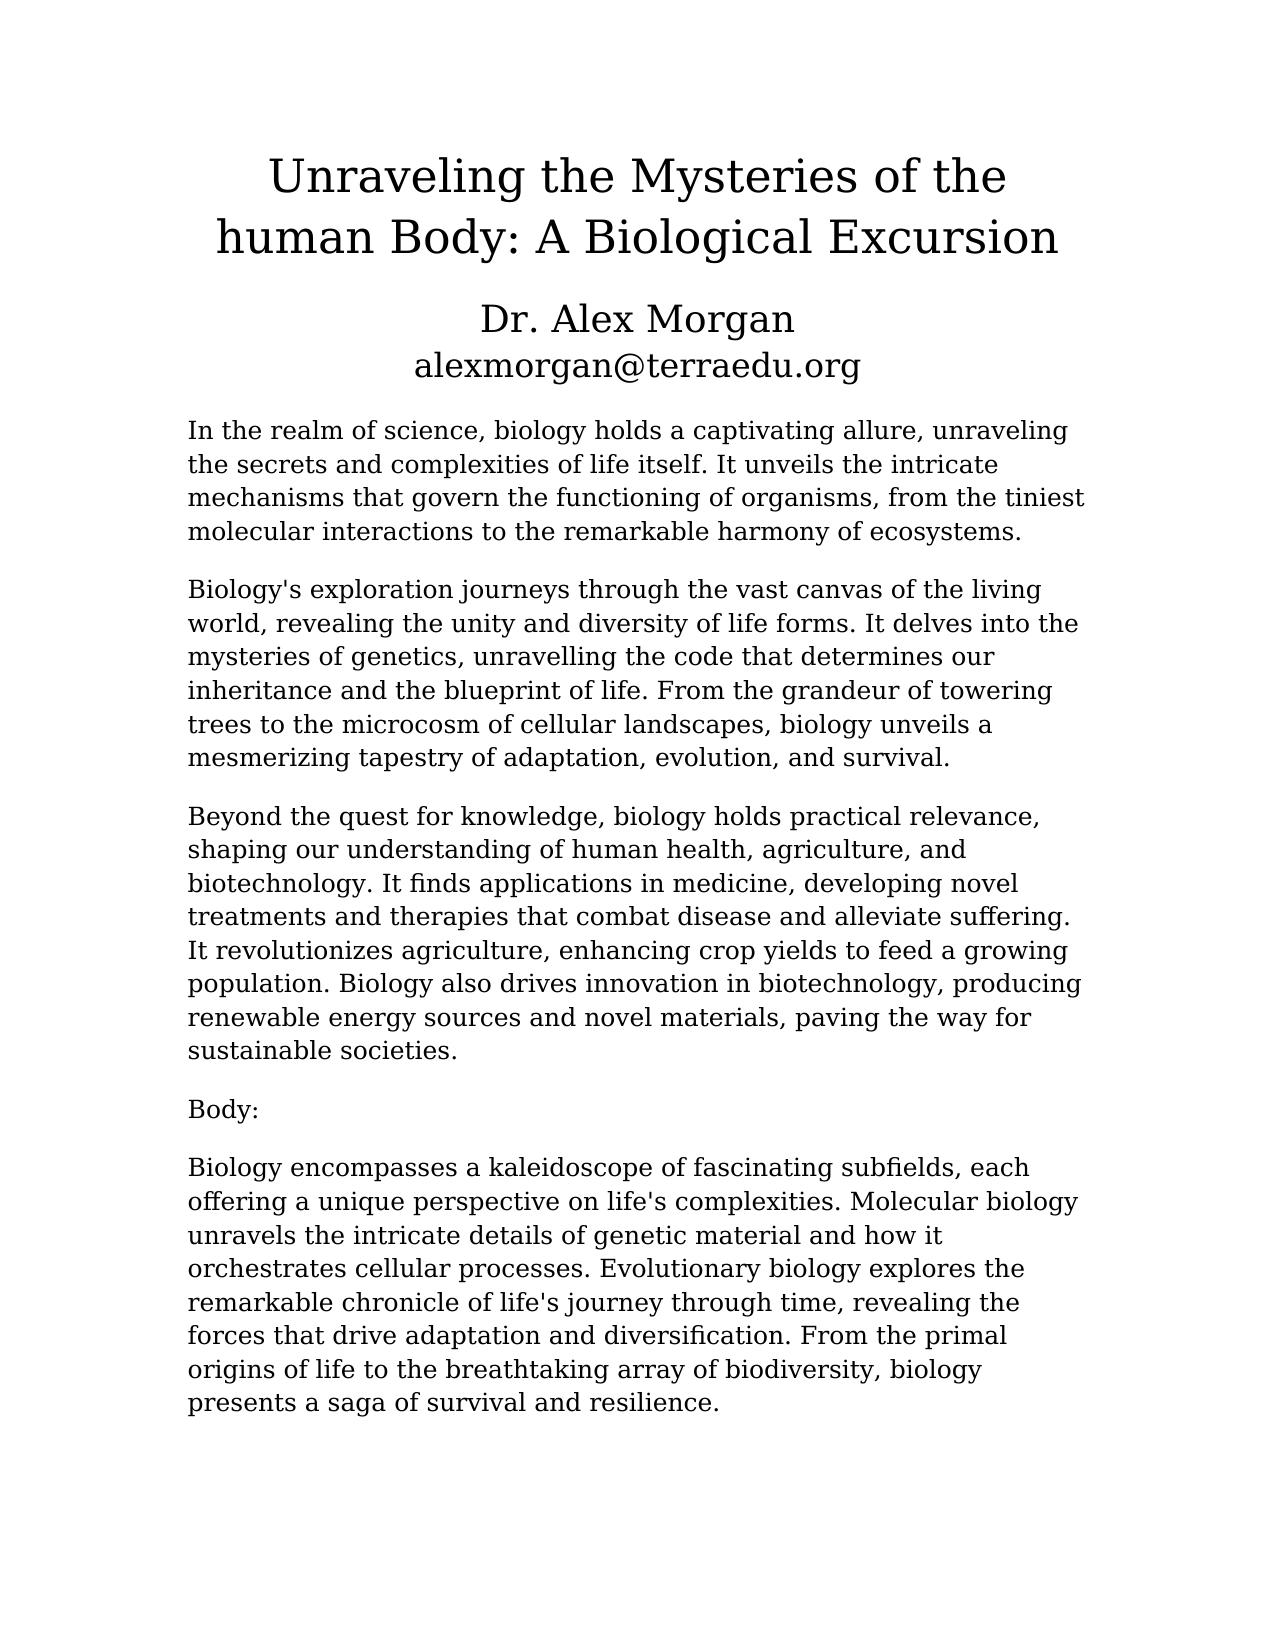 Unraveling the Mysteries of the
human Body: A Biological Excursion
Dr. Alex Morgan
alexmorgan@terraedu.org
In the realm of science, biology holds a captivating allure, unraveling
the secrets and complexities of life itself. It unveils the intricate
mechanisms that govern the functioning of organisms, from the tiniest
molecular interactions to the remarkable harmony of ecosystems.
Biology's exploration journeys through the vast canvas of the living
world, revealing the unity and diversity of life forms. It delves into the
mysteries of genetics, unravelling the code that determines our
inheritance and the blueprint of life. From the grandeur of towering
trees to the microcosm of cellular landscapes, biology unveils a
mesmerizing tapestry of adaptation, evolution, and survival.
Beyond the quest for knowledge, biology holds practical relevance,
shaping our understanding of human health, agriculture, and
biotechnology. It finds applications in medicine, developing novel
treatments and therapies that combat disease and alleviate suffering.
It revolutionizes agriculture, enhancing crop yields to feed a growing
population. Biology also drives innovation in biotechnology, producing
renewable energy sources and novel materials, paving the way for
sustainable societies.
Body:
Biology encompasses a kaleidoscope of fascinating subfields, each
offering a unique perspective on life's complexities. Molecular biology
unravels the intricate details of genetic material and how it
orchestrates cellular processes. Evolutionary biology explores the
remarkable chronicle of life's journey through time, revealing the
forces that drive adaptation and diversification. From the primal
origins of life to the breathtaking array of biodiversity, biology
presents a saga of survival and resilience.